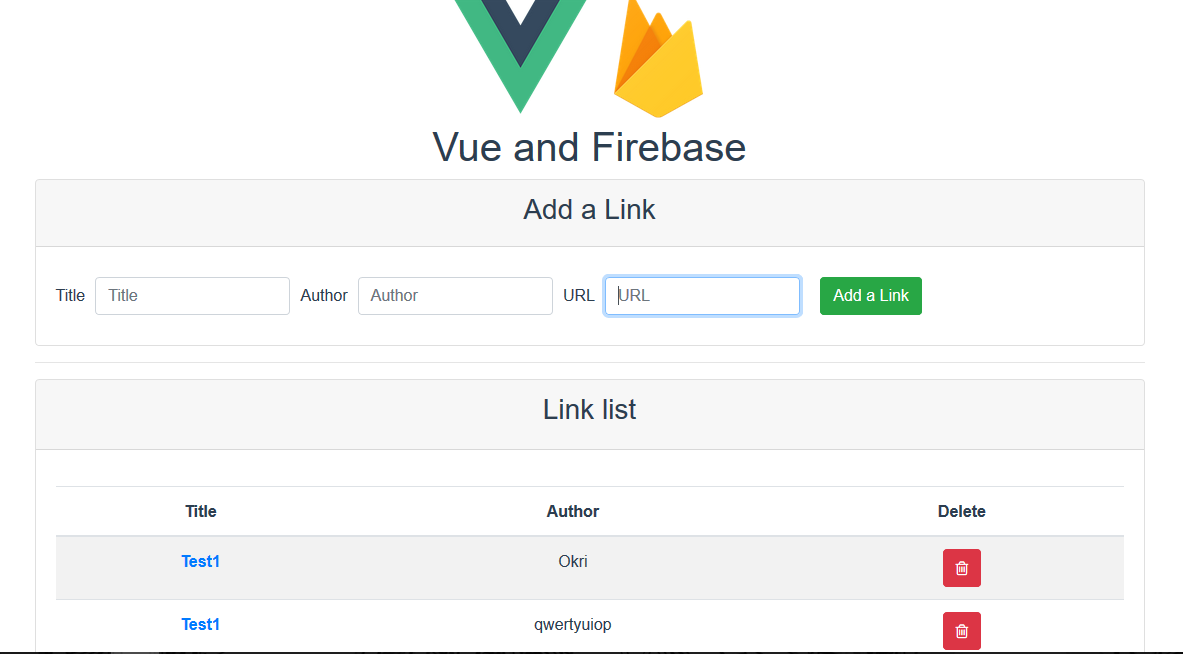 Vue and Firebase
Add a Link
Title Title Author Author URL URL Add a Link
Link list
Title Author Delete
Test1 Okri
Test1 qwertyuiop